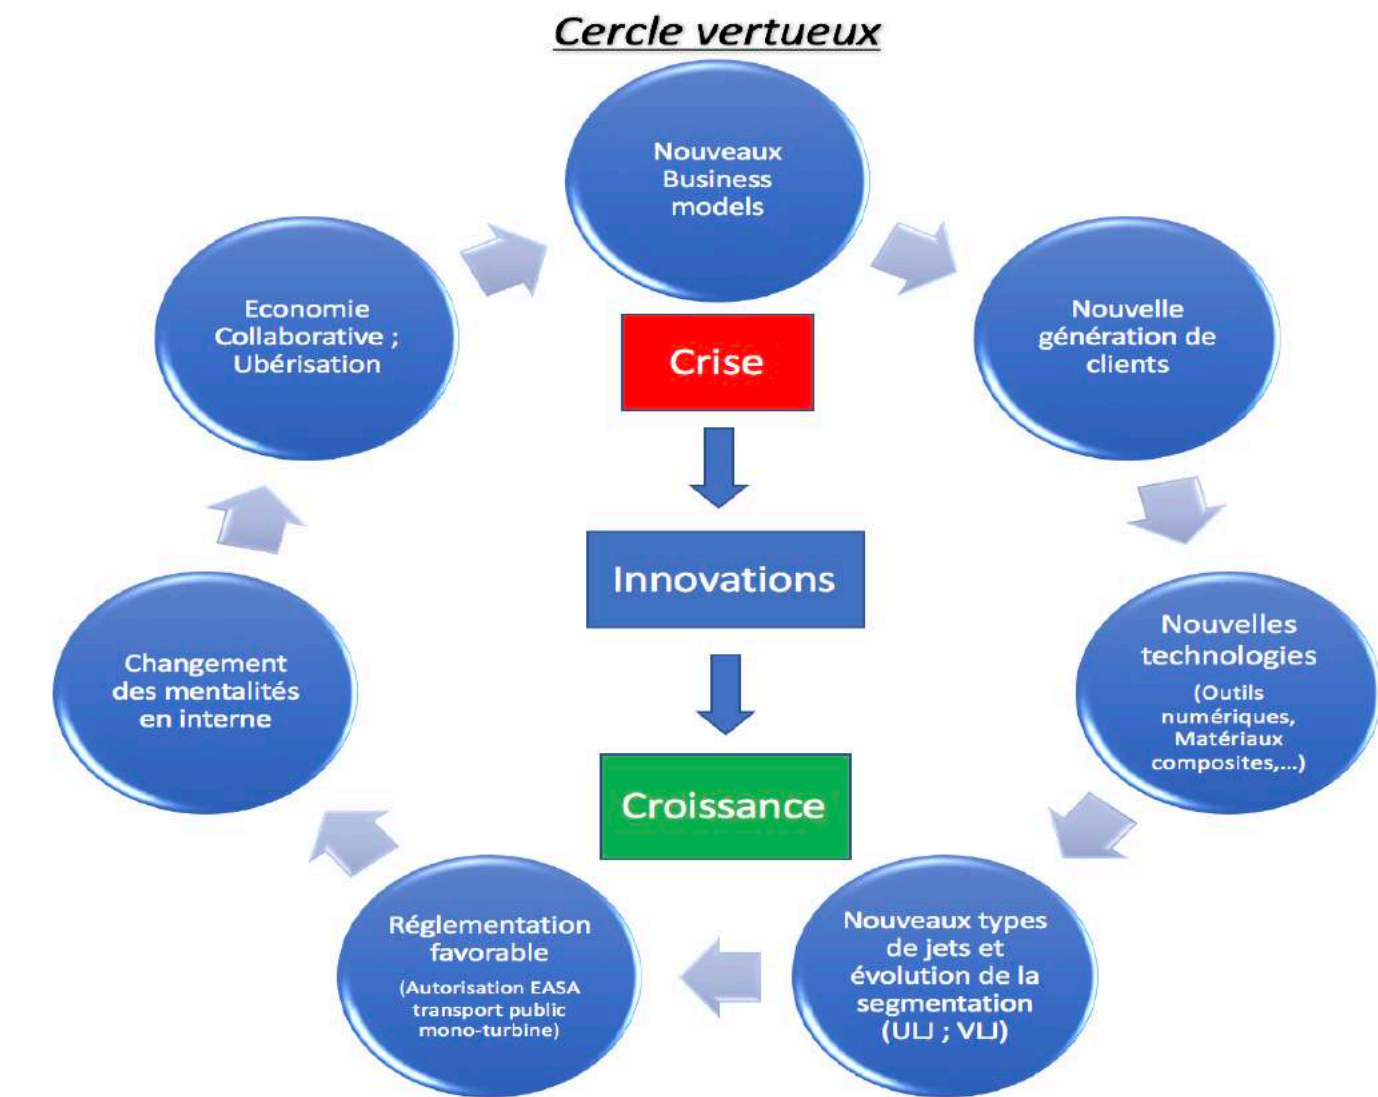 Cercle vertueux
Nouveaux
Business
models
Nouvelle
génération de
clients
Nouvelles
technologies
(Outils
numériques,
Matériaux
composites,...)
Nouveaux types
de jets et
évolution de la
segmentation
(ULJ ; VLJ)
Réglementation
favorable
(Autorisation EASA
transport public
mono-turbine)
Changement
des mentalités
en interne
Economie
Collaborative ;
Ubérisation
Crise
Innovations
Croissance